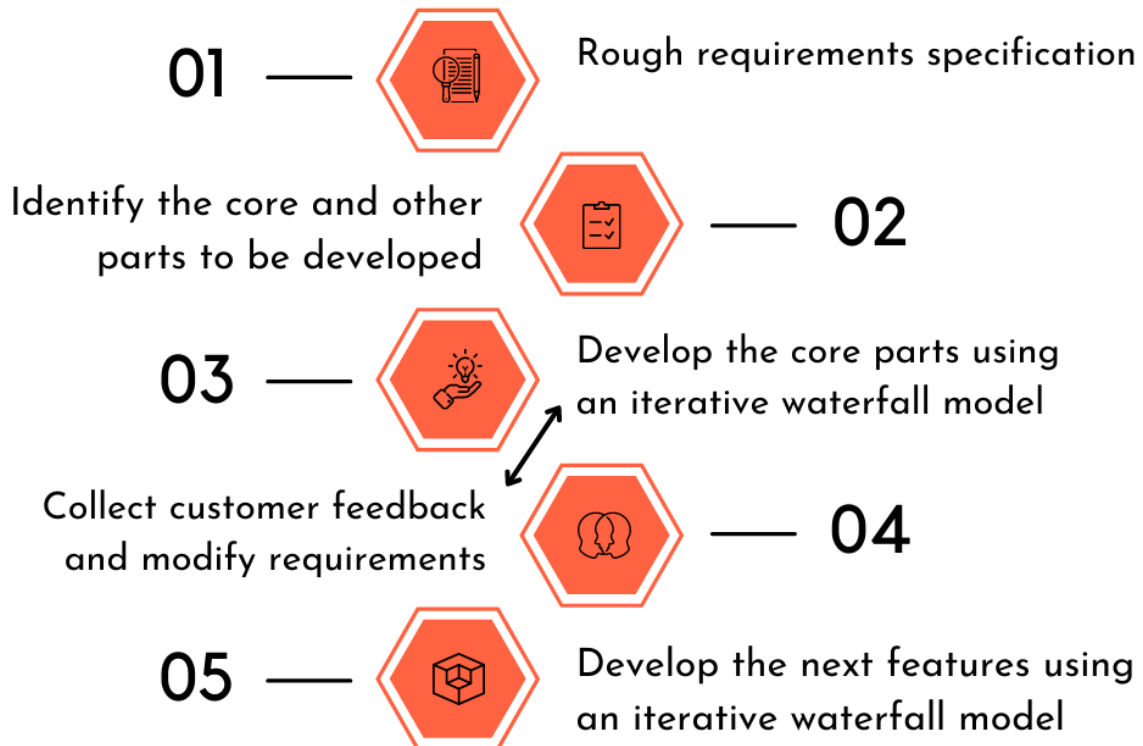 01
Rough requirements specification
Identify the core and other
parts to be developed
02
03
Develop the core parts using
an iterative waterfall model
Collect customer feedback
and modify requirements
04
05
Develop the next features using
an iterative waterfall model